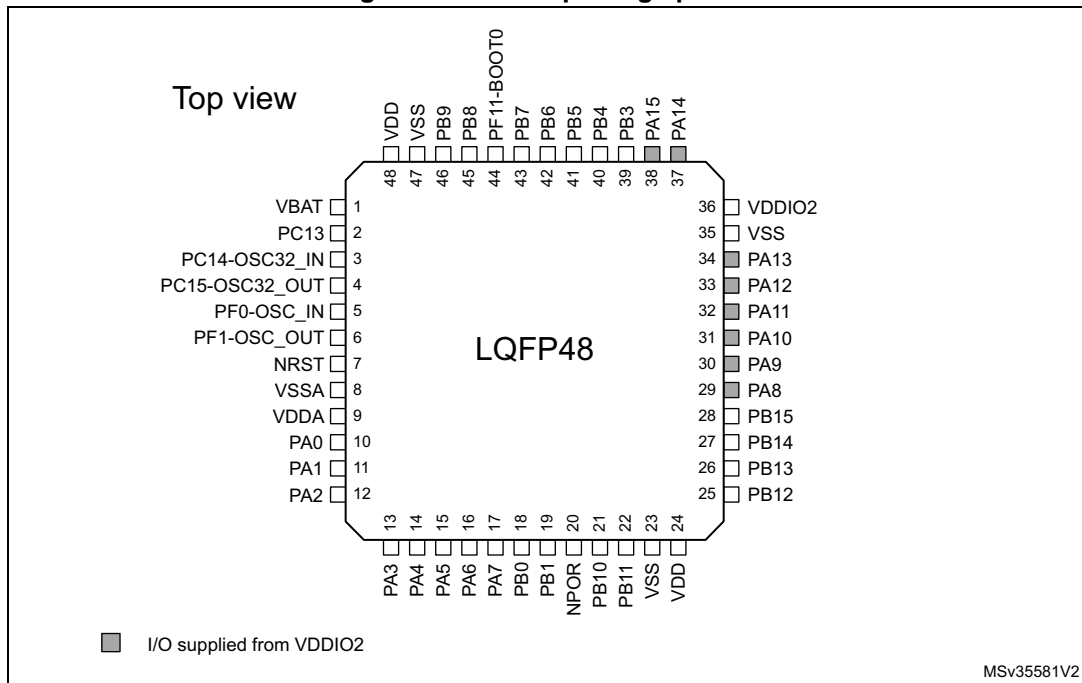 Top view
48 VDD
47 VSS
46 PB9
45 PB8
44 PF11-BOOT0
43 PB7
42 PB6
41 PB5
40 PB4
39 PB3
38 PA15
37 PA14
VBAT 1
PC13 2
PC14-OSC32_IN 3
PC15-OSC32_OUT 4
PF0-OSC_IN 5
PF1-OSC_OUT 6
NRST 7
VSSA 8
VDDA 9
PA0 10
PA1 11
PA2 12
LQFP48
36 VDDIO2
35 VSS
34 PA13
33 PA12
32 PA11
31 PA10
30 PA9
29 PA8
28 PB15
27 PB14
26 PB13
25 PB12
13 PA3
14 PA4
15 PA5
16 PA6
17 PA7
18 PB0
19 PB1
20 NPOR
21 PB10
22 PB11
23 VSS
24 VDD
I/O supplied from VDDIO2
MSv35581V2